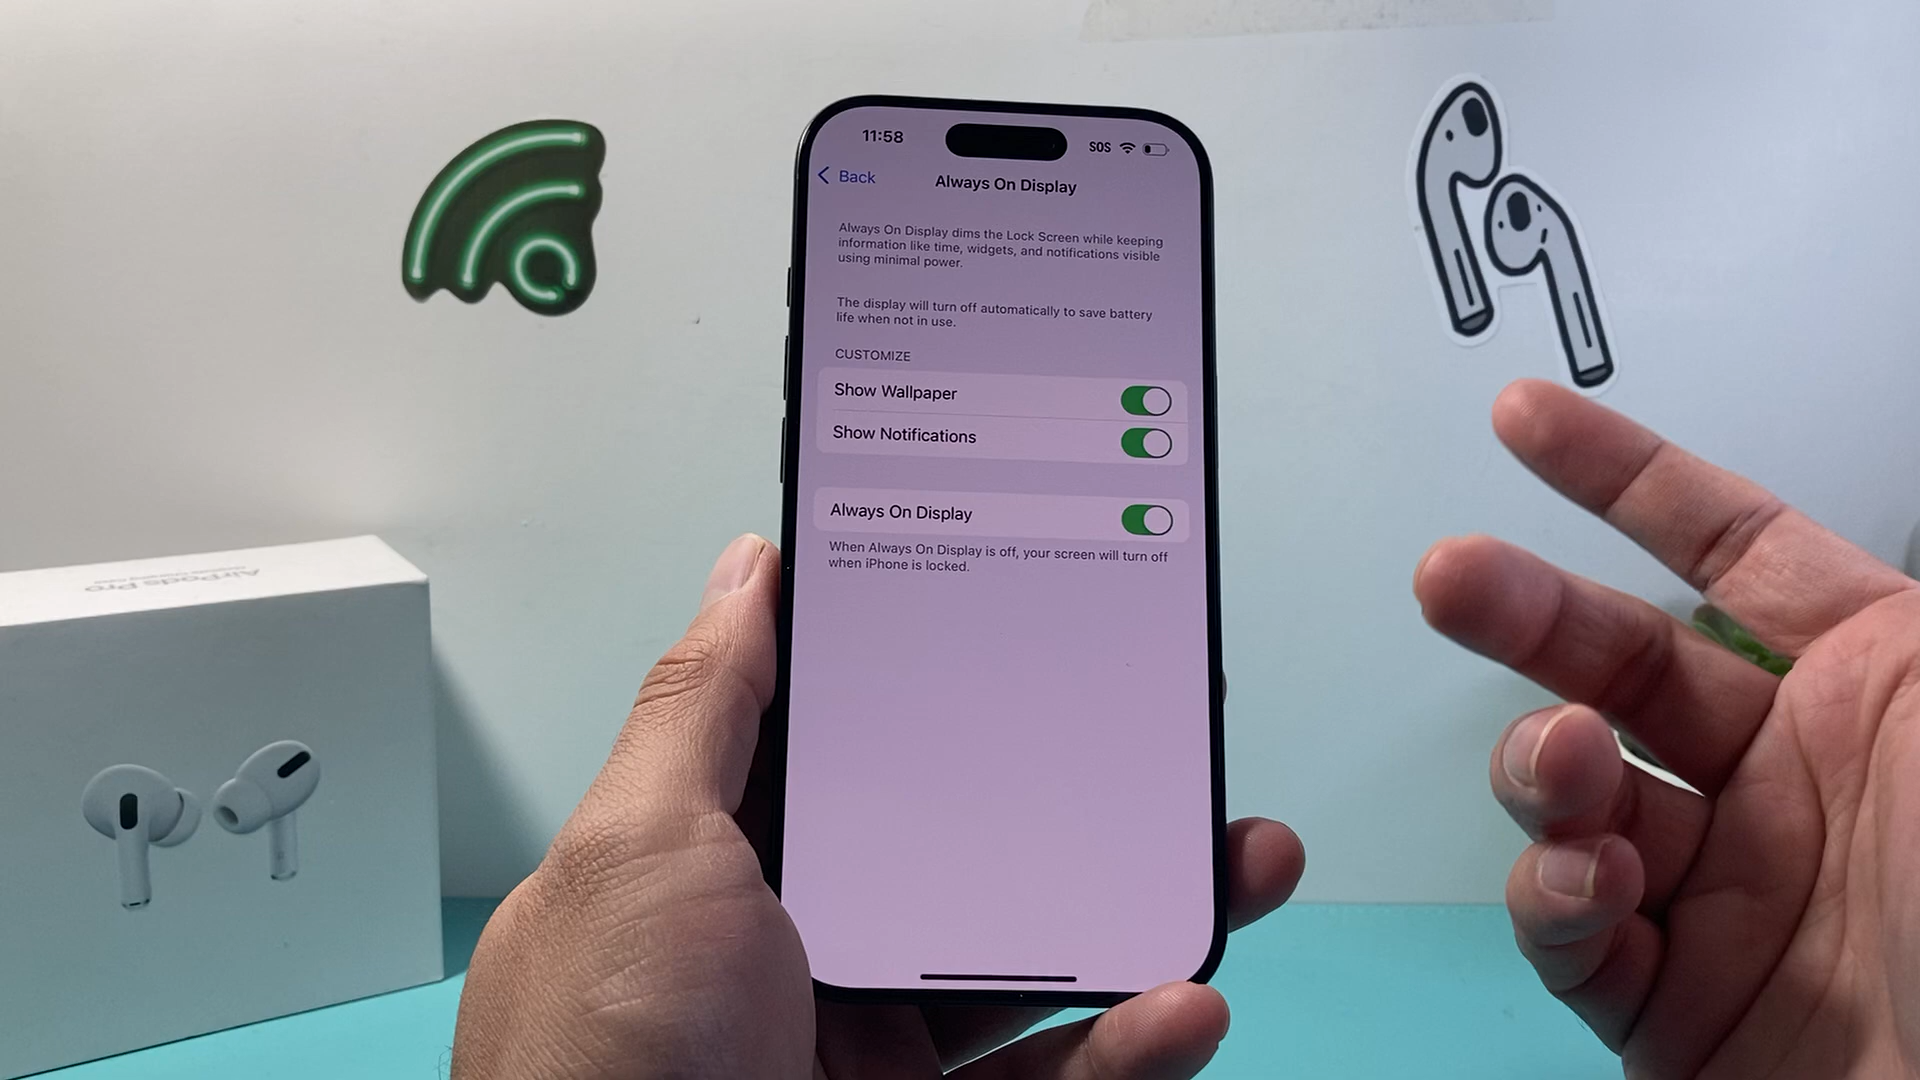 11:58
SOS
Back
Always On Display
Always On Display dims the Lock Screen while keeping
information like time, widgets, and notifications visible
using minimal power.
The display will turn off automatically to save battery
life when not in use.
CUSTOMIZE
Show Wallpaper
Show Notifications
Always On Display
When Always On Display is off, your screen will turn off
when iPhone is locked.
AirPods Pro